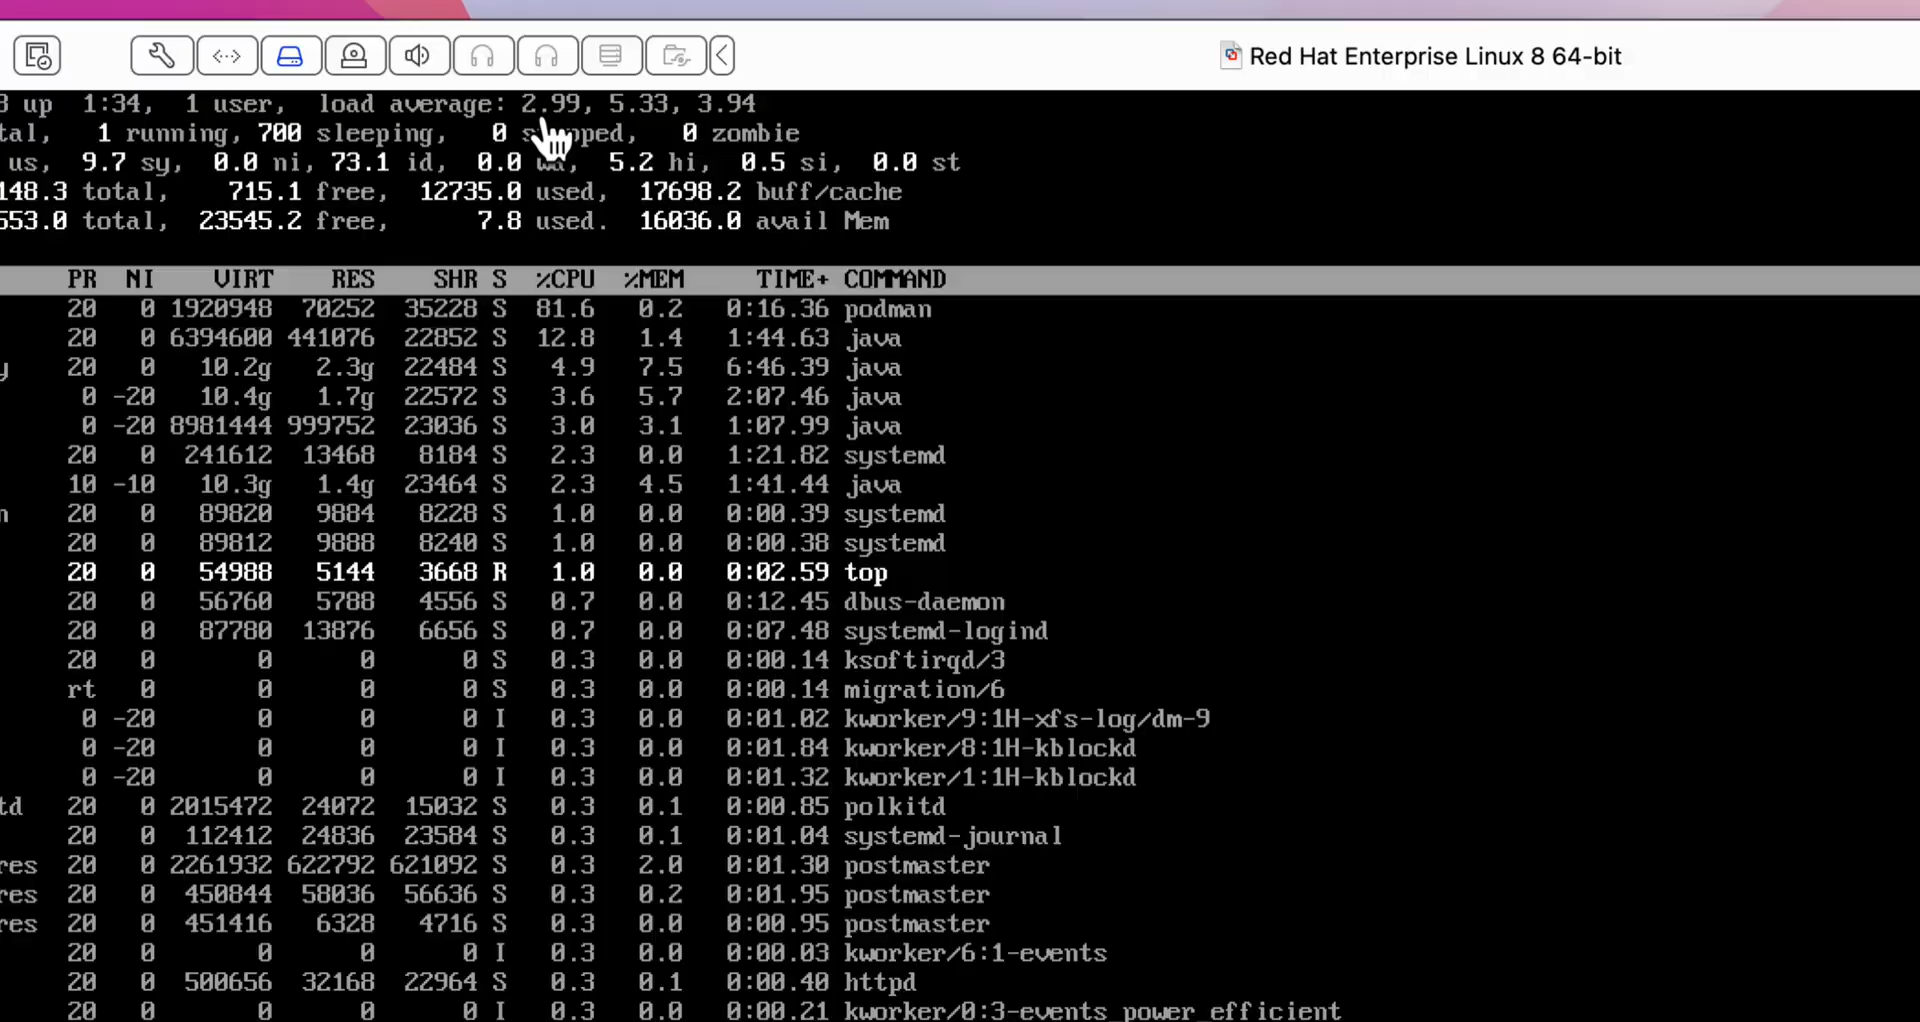 Red Hat Enterprise Linux 8 64-bit
3 up 1:34, 1 user, load average: 2.99, 5.33, 3.94
tal, 1 running, 700 sleeping, 0 stopped, 0 zombie
us, 9.7 sy, 0.0 ni, 73.1 id, 0.0 wa, 5.2 hi, 0.5 si, 0.0 st
148.3 total, 715.1 free, 12735.0 used, 17698.2 buff/cache
553.0 total, 23545.2 free, 7.8 used. 16036.0 avail Mem
PR NI VIRT RES SHR S %CPU %MEM TIME+ COMMAND
20 0 1920948 70252 35228 S 81.6 0.2 0:16.36 podman
20 0 6394600 441076 22852 S 12.8 1.4 1:44.63 java
y 20 0 10.2g 2.3g 22484 S 4.9 7.5 6:46.39 java
0 -20 10.4g 1.7g 22572 S 3.6 5.7 2:07.46 java
0 -20 8981444 999752 23036 S 3.0 3.1 1:07.99 java
20 0 241612 13468 8184 S 2.3 0.0 1:21.82 systemd
10 -10 10.3g 1.4g 23464 S 2.3 4.5 1:41.44 java
n 20 0 89820 9884 8228 S 1.0 0.0 0:00.39 systemd
20 0 89812 9888 8240 S 1.0 0.0 0:00.38 systemd
20 0 54988 5144 3668 R 1.0 0.0 0:02.59 top
20 0 56760 5788 4556 S 0.7 0.0 0:12.45 dbus-daemon
20 0 87780 13876 6656 S 0.7 0.0 0:07.48 systemd-logind
20 0 0 0 0 S 0.3 0.0 0:00.14 ksoftirqd/3
rt 0 0 0 0 S 0.3 0.0 0:00.14 migration/6
0 -20 0 0 0 I 0.3 0.0 0:01.02 kworker/9:1H-xfs-log/dm-9
0 -20 0 0 0 I 0.3 0.0 0:01.84 kworker/8:1H-kblockd
0 -20 0 0 0 I 0.3 0.0 0:01.32 kworker/1:1H-kblockd
td 20 0 2015472 24072 15032 S 0.3 0.1 0:00.85 polkitd
20 0 112412 24836 23584 S 0.3 0.1 0:01.04 systemd-journal
res 20 0 2261932 622792 621092 S 0.3 2.0 0:01.30 postmaster
res 20 0 450844 58036 56636 S 0.3 0.2 0:01.95 postmaster
res 20 0 451416 6328 4716 S 0.3 0.0 0:00.95 postmaster
20 0 0 0 0 I 0.3 0.0 0:00.03 kworker/6:1-events
20 0 500656 32168 22964 S 0.3 0.1 0:00.40 httpd
20 0 0 0 0 I 0.3 0.0 0:00.21 kworker/0:3-events_power_efficient